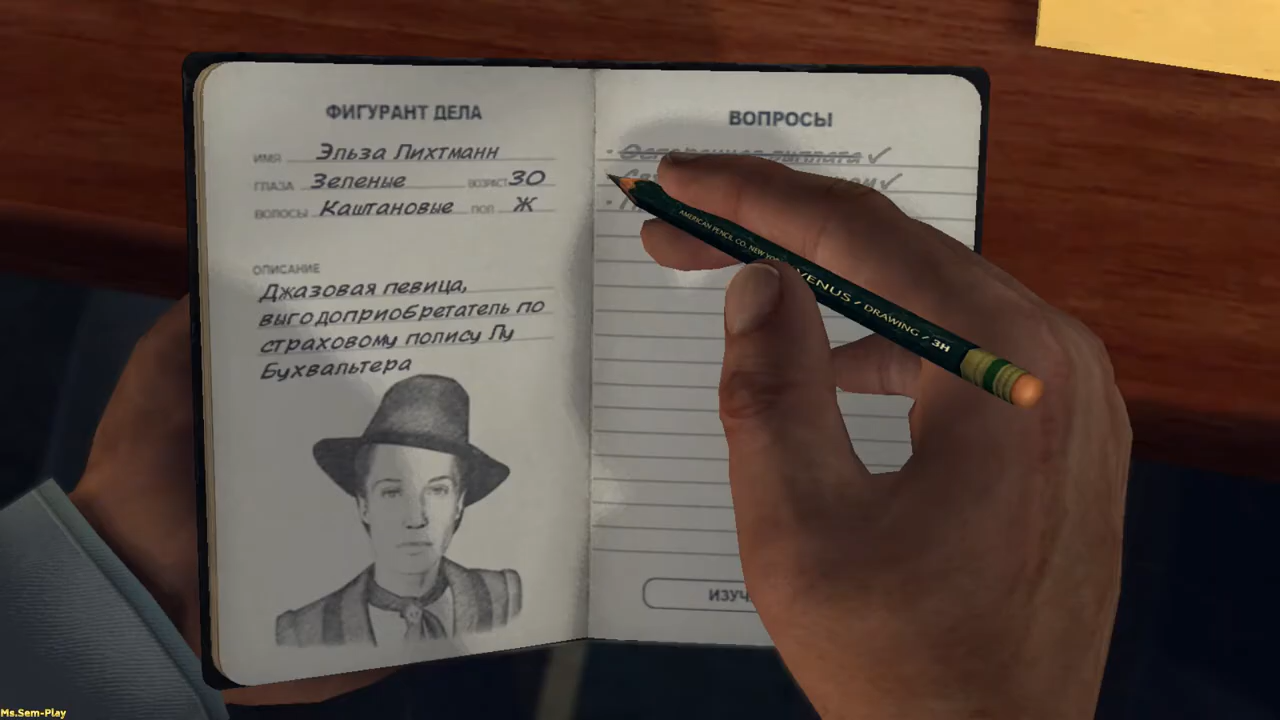 ФИГУРАНТ ДЕЛА
ИМЯ Эльза Лихтманн
ГЛАЗА Зеленые ВОЗРАСТ 30
ВОЛОСЫ Каштановые ПОЛ Ж
ОПИСАНИЕ
Джазовая певица,
выгодоприобретатель по
страховому полису Лу
Бухвальтера
ВОПРОСЫ
выплата ✓
✓
AMERICAN PENCIL CO. NEW YORK VENUS / DRAWING / 3H
Ms.Sem-Play